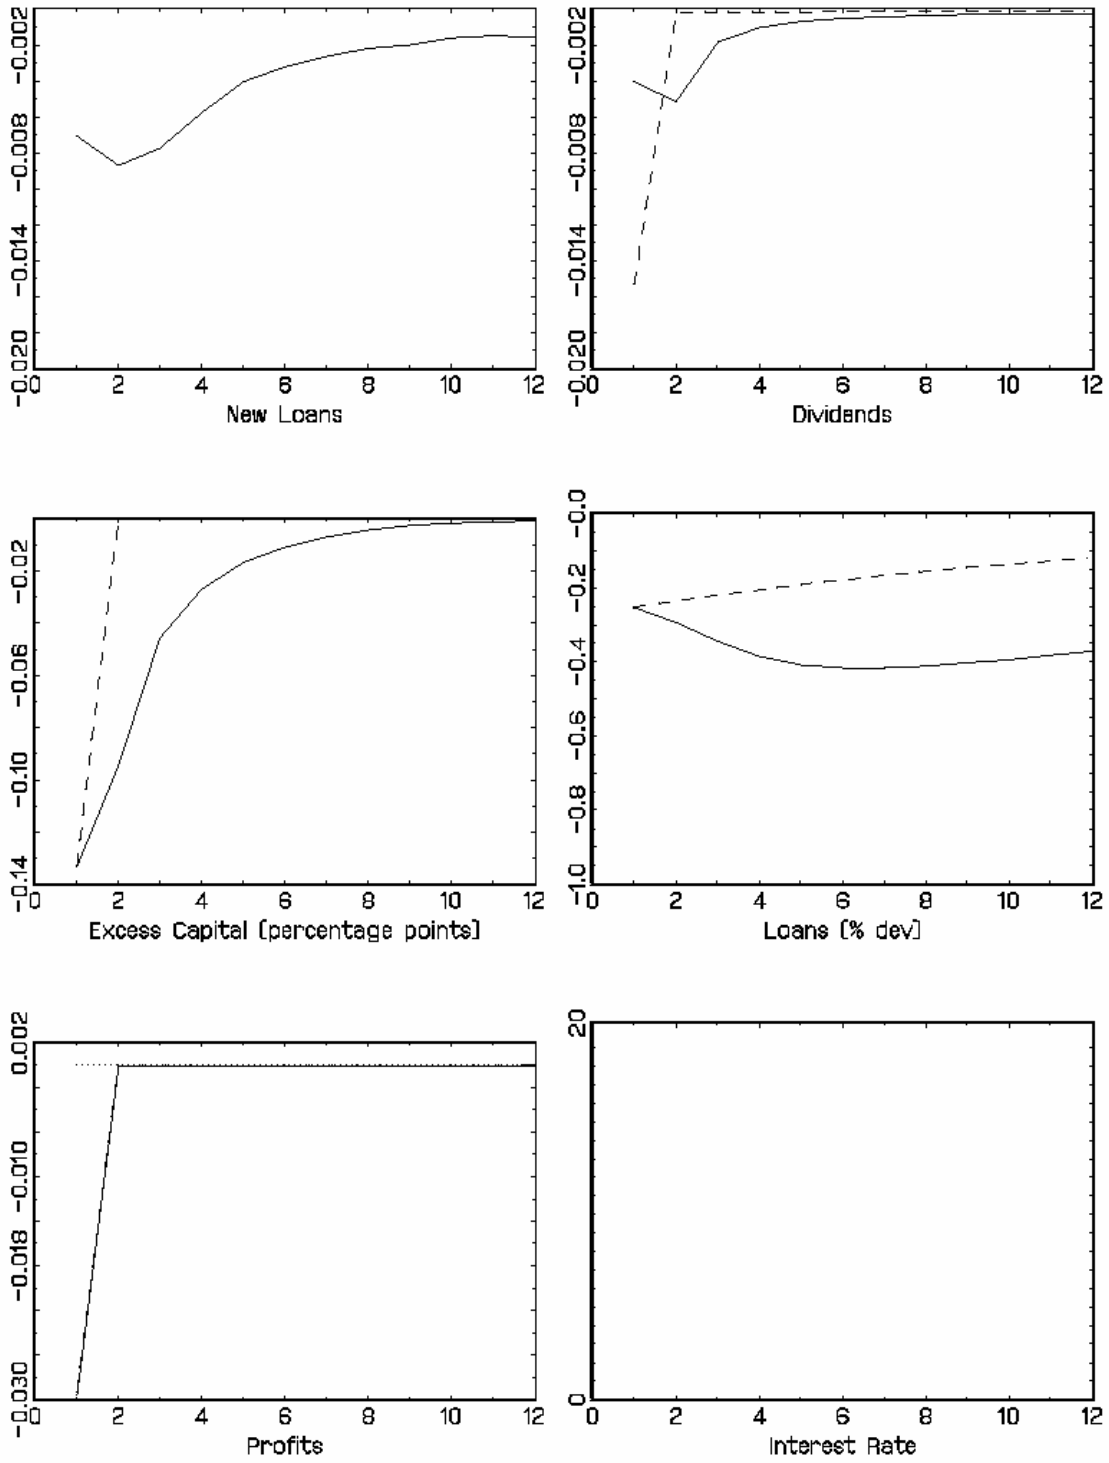 -0.002
-0.008
-0.014
-0.020
0 2 4 6 8 10 12
New Loans
-0.002
-0.008
-0.014
-0.020
0 2 4 6 8 10 12
Dividends
-0.02
-0.06
-0.10
-0.14
0 2 4 6 8 10 12
Excess Capital (percentage points)
-0.0
-0.2
-0.4
-0.6
-0.8
-1.0
0 2 4 6 8 10 12
Loans (% dev)
0.002
-0.010
-0.018
-0.030
0 2 4 6 8 10 12
Profits
20
0
0 2 4 6 8 10 12
Interest Rate